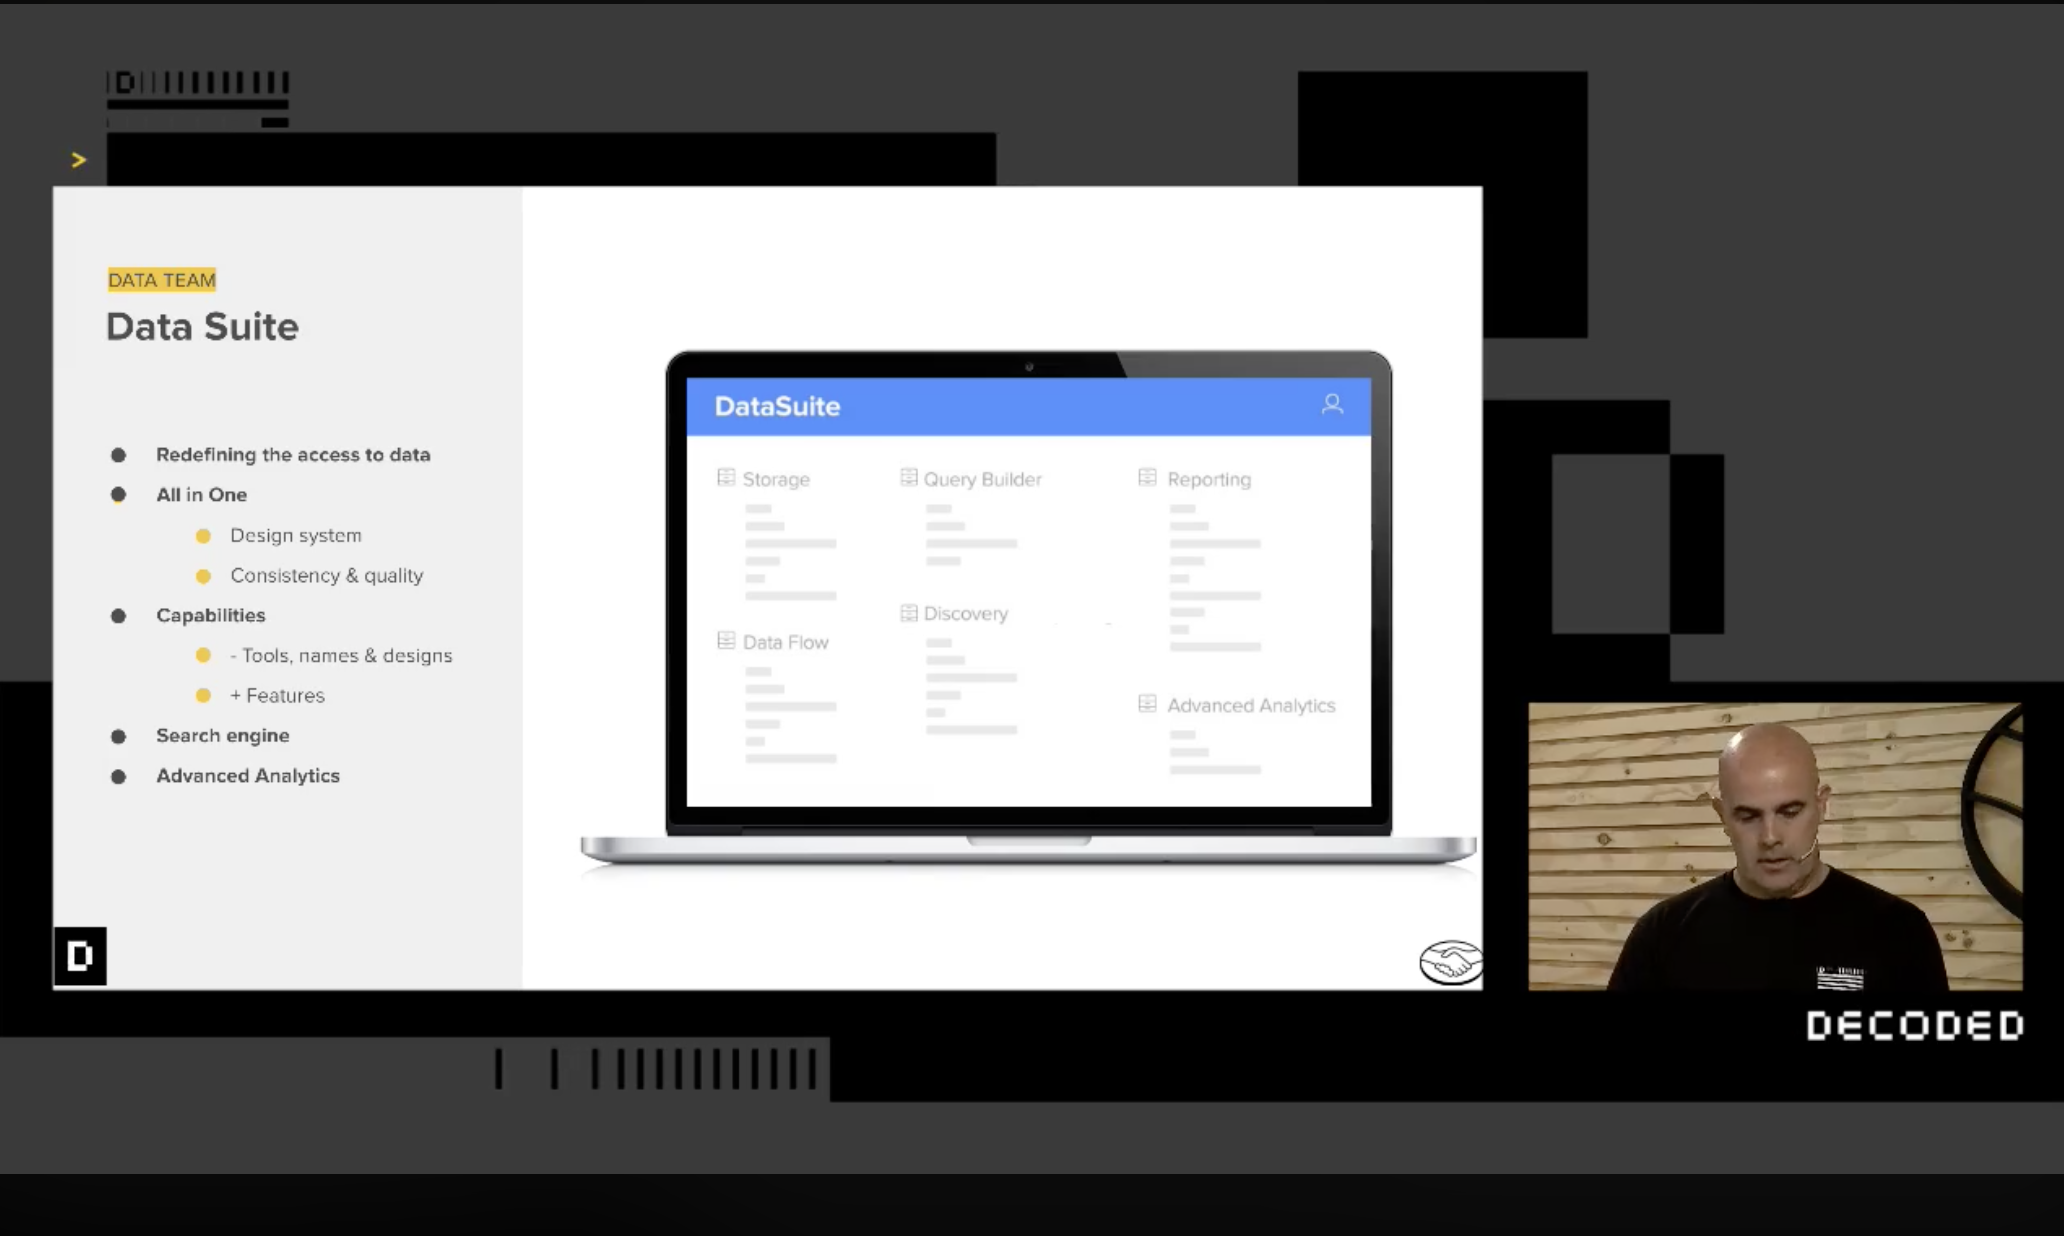 D
>
DATA TEAM
Data Suite
Redefining the access to data
All in One
Design system
Consistency & quality
Capabilities
- Tools, names & designs
+ Features
Search engine
Advanced Analytics
DataSuite
Storage
Data Flow
Query Builder
Discovery
Reporting
Advanced Analytics
D
DECODED